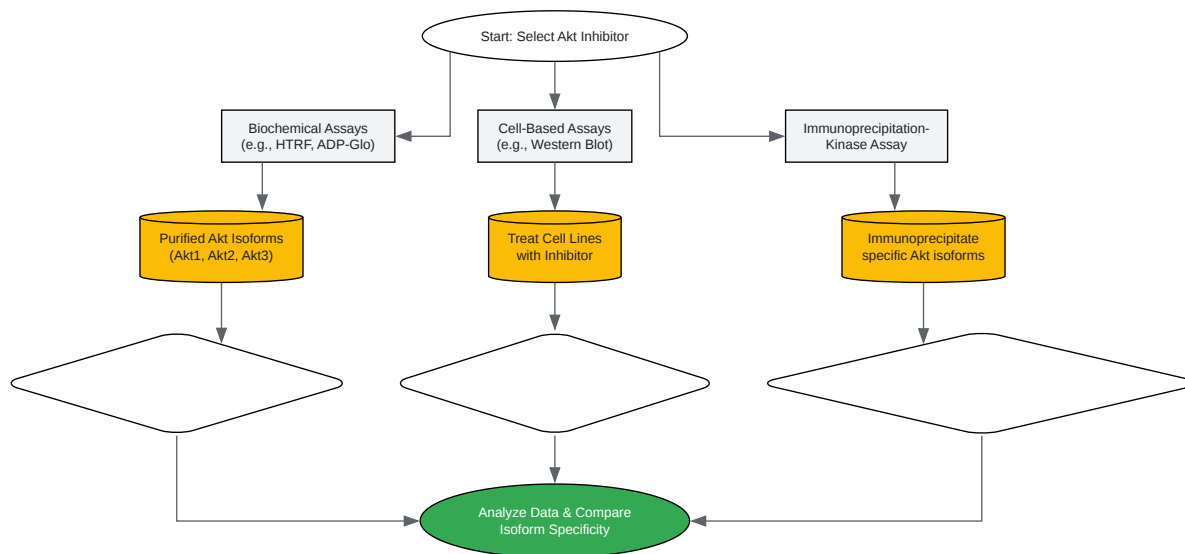 Start: Select Akt Inhibitor
Biochemical Assays
(e.g., HTRF, ADP-Glo)
Cell-Based Assays
(e.g., Western Blot)
Immunoprecipitation-
Kinase Assay
Purified Akt Isoforms
(Akt1, Akt2, Akt3)
Treat Cell Lines
with Inhibitor
Immunoprecipitate
specific Akt isoforms
Analyze Data & Compare
Isoform Specificity